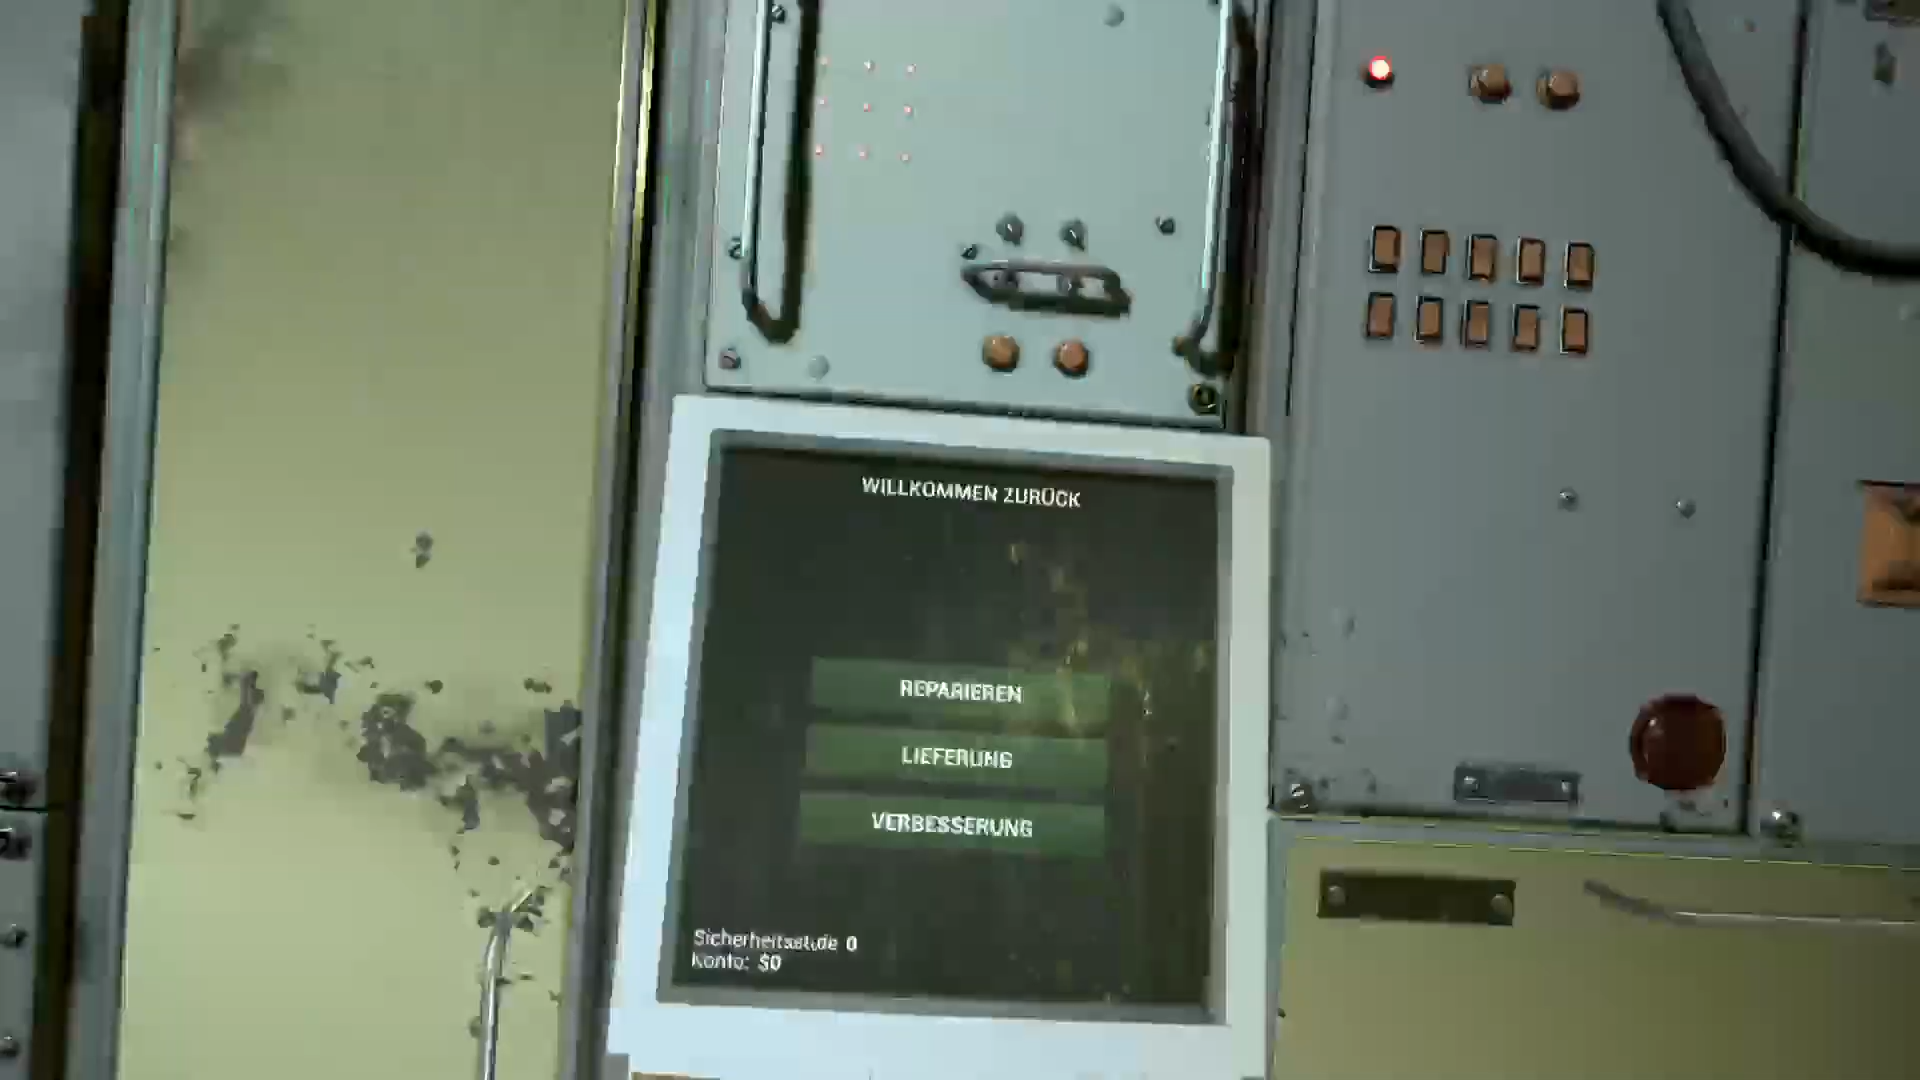 WILLKOMMEN ZURÜCK
REPARIEREN
LIEFERUNG
VERBESSERUNG
Sicherheitsstufe 0
Konto: $0